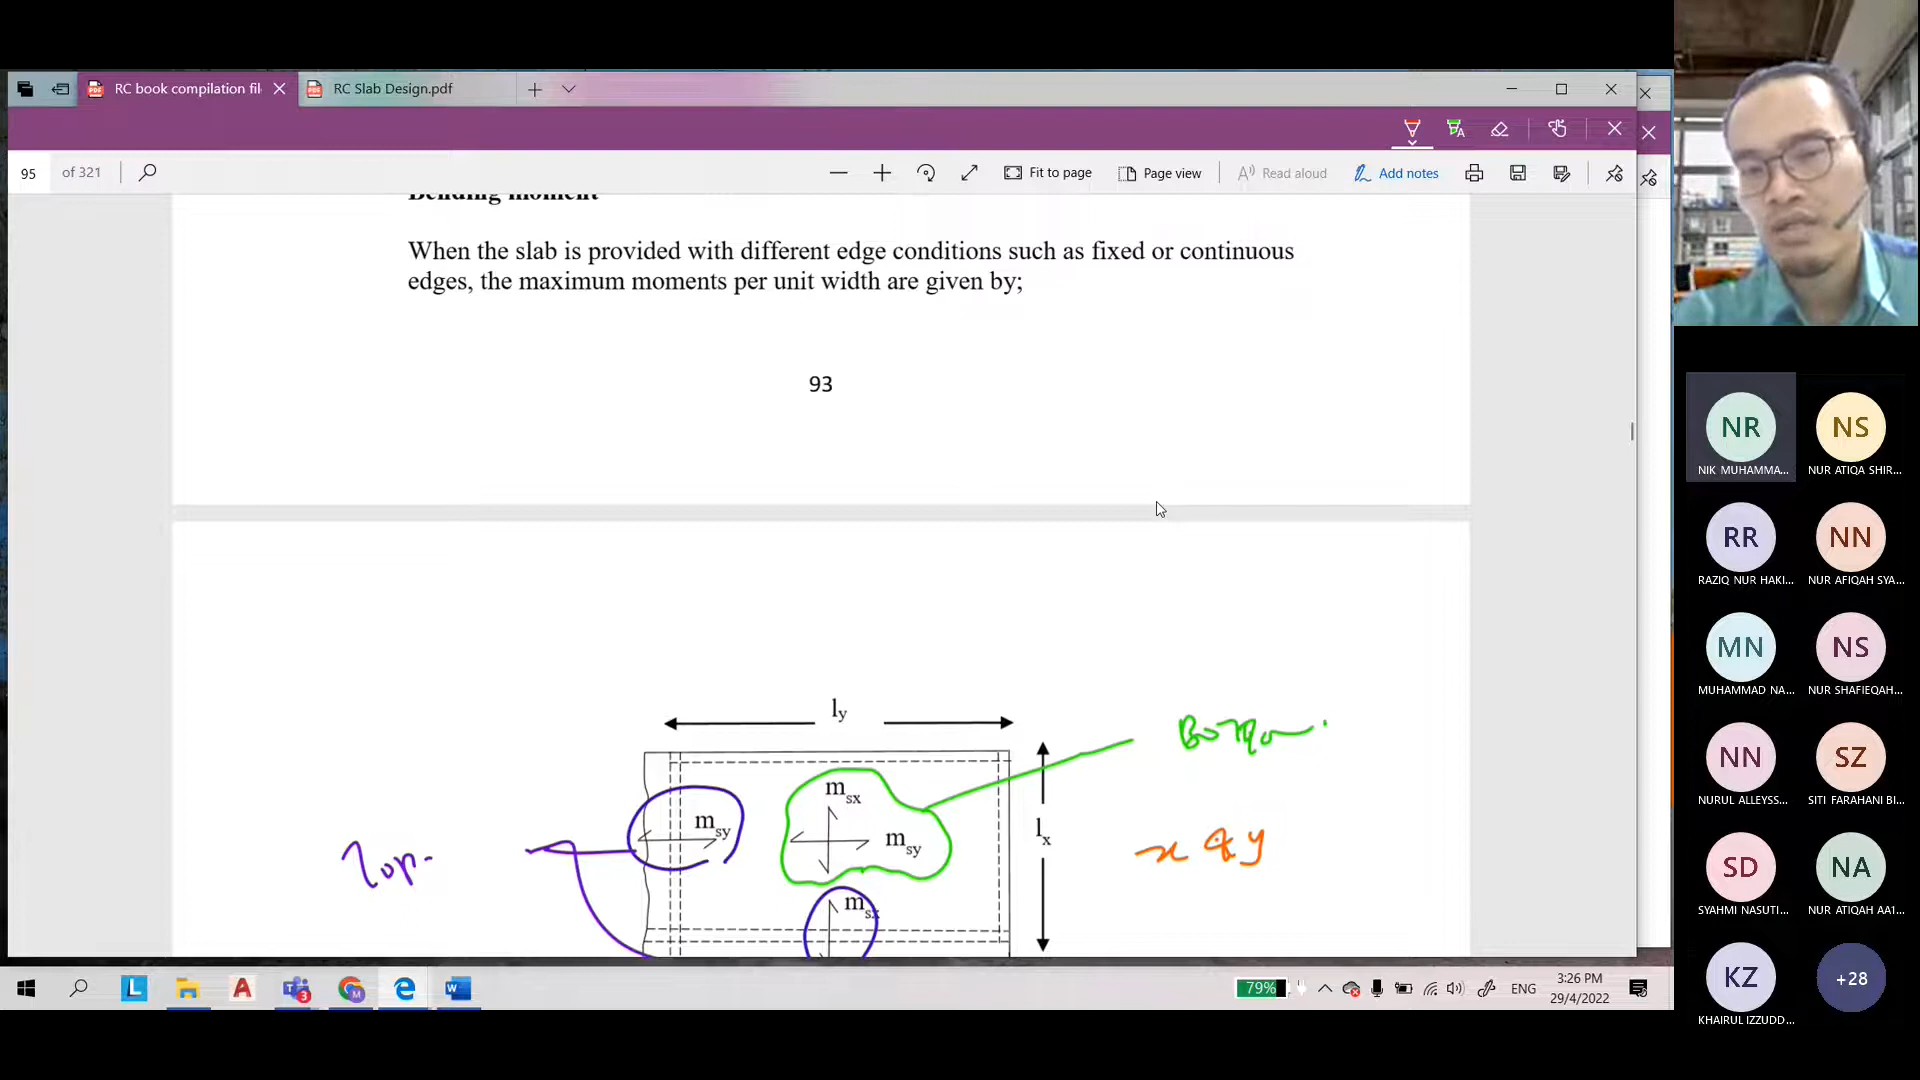 RC book compilation fil
RC Slab Design.pdf
95 of 321
Fit to page
Page view
Read aloud
Add notes
Bending moment
When the slab is provided with different edge conditions such as fixed or continuous
edges, the maximum moments per unit width are given by;
93
ly
Bottom
msx
msy
msy
lx
Top.
x & y
msx
NR
NIK MUHAMMA...
NS
NUR ATIQA SHIR...
RR
RAZIQ NUR HAKI...
NN
NUR AFIQAH SYA...
MN
MUHAMMAD NA...
NS
NUR SHAFIEQAH...
NN
NURUL ALLEYSS...
SZ
SITI FARAHANI BI...
SD
SYAHMI NASUTI...
NA
NUR ATIQAH AA1...
KZ
KHAIRUL IZZUDD...
+28
79%
ENG
3:26 PM
29/4/2022